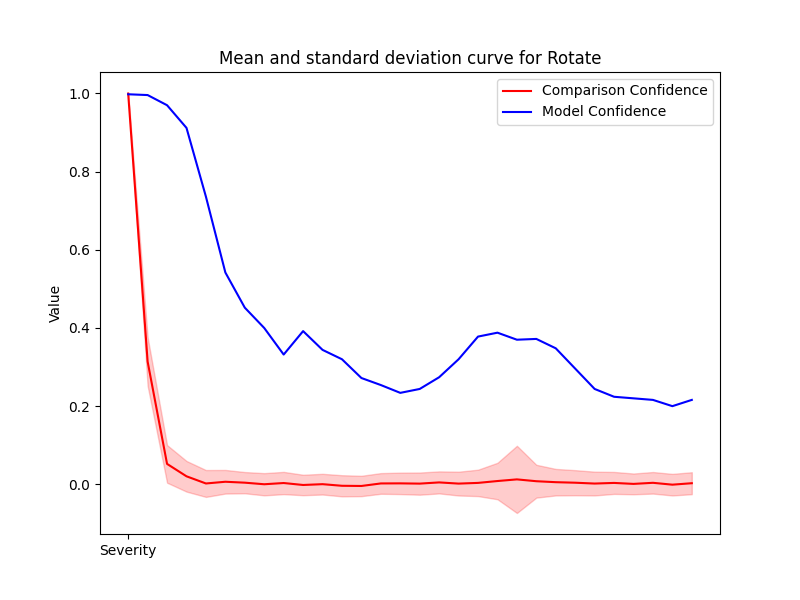 Mean and standard deviation curve for Rotate
Comparison Confidence
Model Confidence
1.0
0.8
0.6
0.4
0.2
0.0
Value
Severity